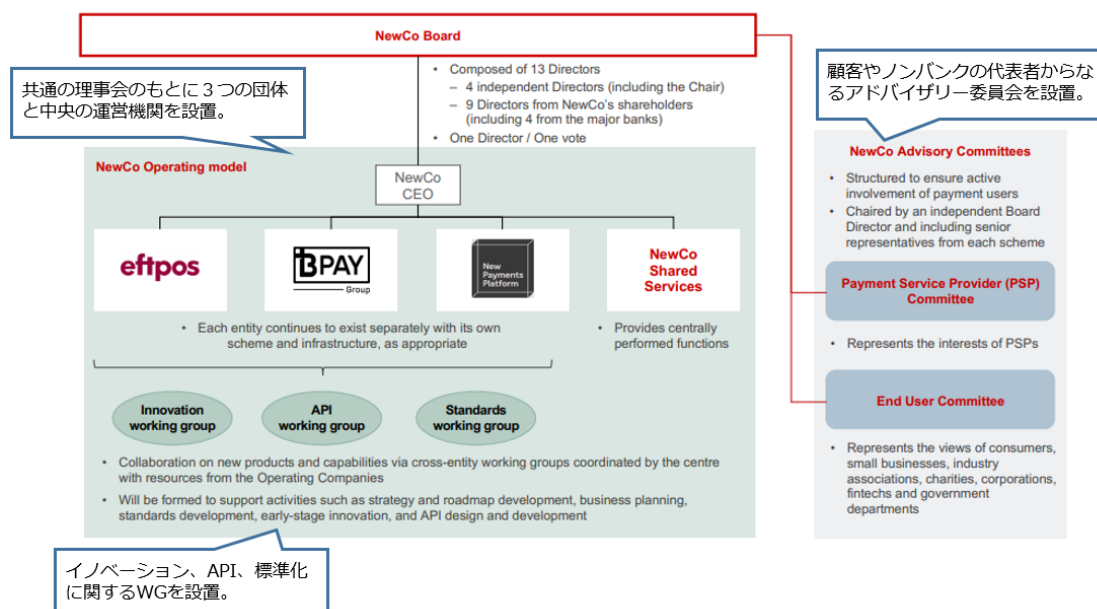 NewCo Board
共通の理事会のもとに３つの団体
と中央の運営機関を設置。
• Composed of 13 Directors
– 4 independent Directors (including the Chair)
– 9 Directors from NewCo's shareholders
(including 4 from the major banks)
• One Director / One vote
顧客やノンバンクの代表者からな
るアドバイザリー委員会を設置。
NewCo Operating model
NewCo
CEO
eftpos
BPAY
Group
New
Payments
Platform
NewCo
Shared
Services
• Each entity continues to exist separately with its own
scheme and infrastructure, as appropriate
• Provides centrally
performed functions
Innovation
working group
API
working group
Standards
working group
• Collaboration on new products and capabilities via cross-entity working groups coordinated by the centre
with resources from the Operating Companies
• Will be formed to support activities such as strategy and roadmap development, business planning,
standards development, early-stage innovation, and API design and development
イノベーション、API、標準化
に関するWGを設置。
NewCo Advisory Committees
• Structured to ensure active
involvement of payment users
• Chaired by an independent Board
Director and including senior
representatives from each scheme
Payment Service Provider (PSP)
Committee
• Represents the interests of PSPs
End User Committee
• Represents the views of consumers,
small businesses, industry
associations, charities, corporations,
fintechs and government
departments